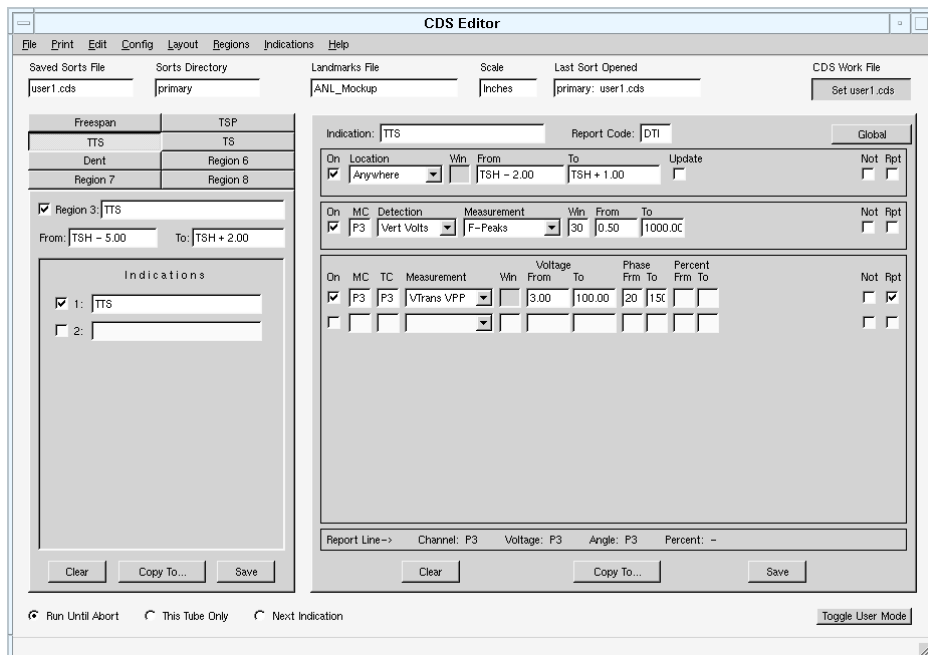 CDS Editor
File Print Edit Config Layout Regions Indications Help
Saved Sorts File Sorts Directory Landmarks File Scale Last Sort Opened CDS Work File
user1.cds primary ANL_Mockup Inches primary: user1.cds Set user1.cds
Freespan TSP
TTS TS
Dent Region 6
Region 7 Region 8
Region 3: TTS
From: TSH - 5.00 To: TSH + 2.00
Indications
1: TTS
2:
Clear Copy To... Save
Indication: TTS Report Code: DTI Global
On Location Win From To Update Not Rpt
Anywhere TSH - 2.00 TSH + 1.00
On MC Detection Measurement Win From To Not Rpt
P3 Vert Volts F-Peaks 30 0.50 1000.00
Voltage Phase Percent
On MC TC Measurement Win From To Frm To Frm To Not Rpt
P3 P3 VTrans VPP 3.00 100.00 20
Report Line-> Channel: P3 Voltage: P3 Angle: P3 Percent: -
Clear Copy To... Save
Run Until Abort This Tube Only Next Indication Toggle User Mode